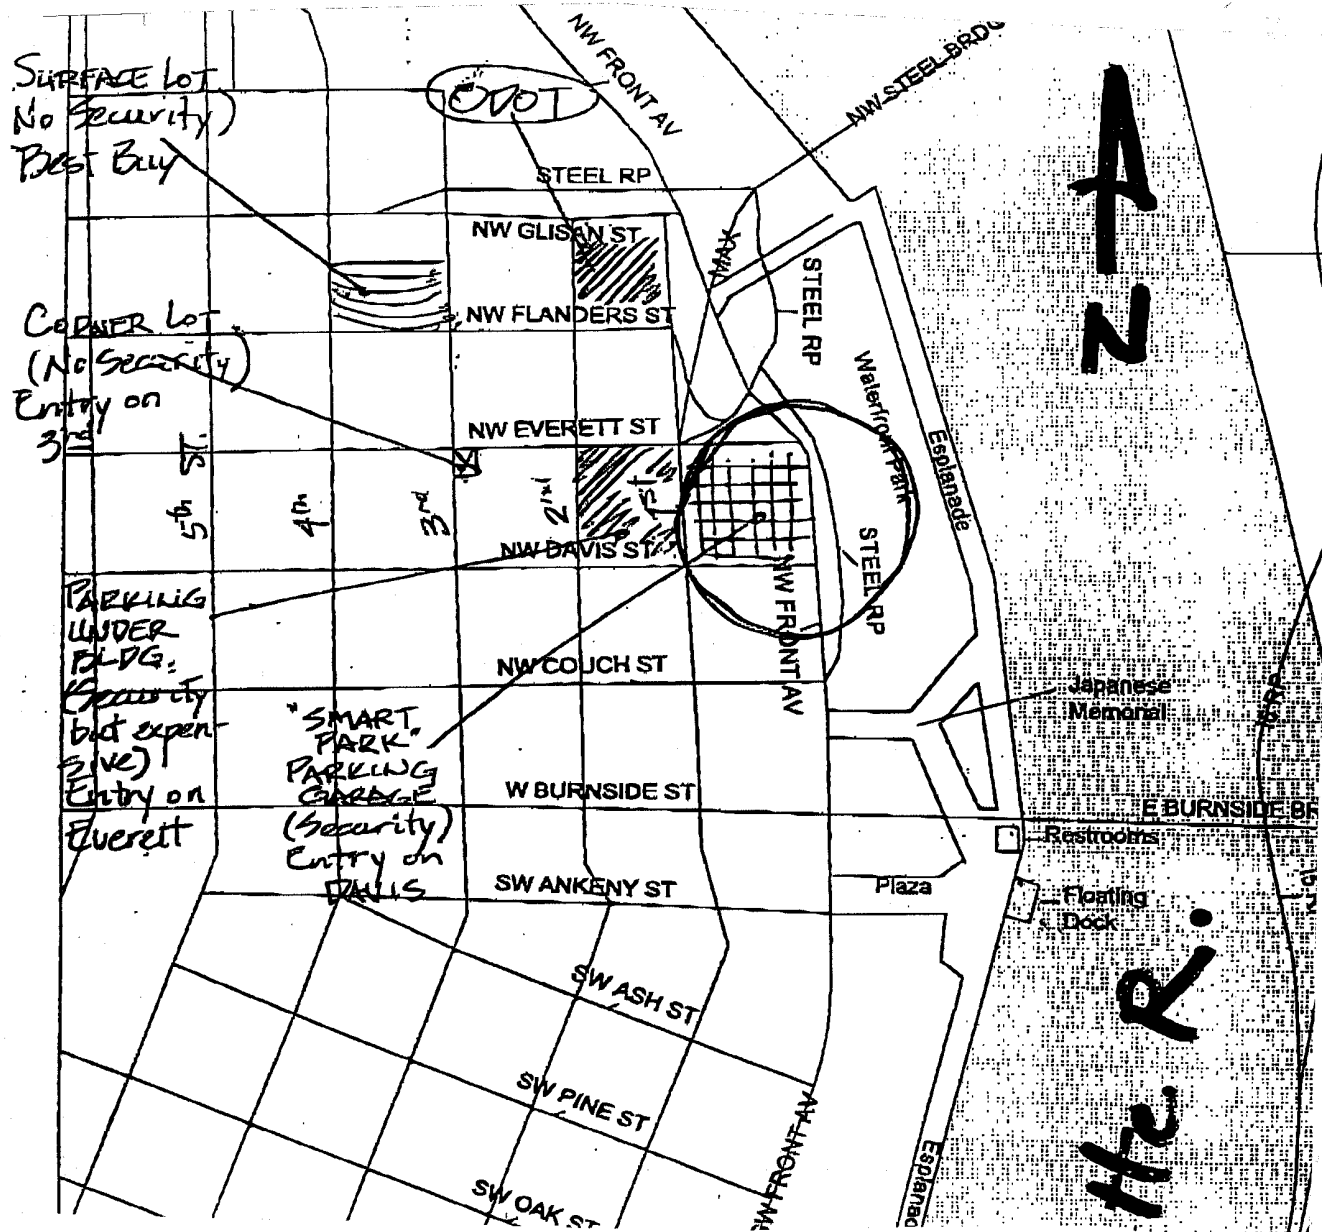 SURFACE LOT
No Security)
Best Buy
ODOT
NW FRONT AV
NW STEEL BRDG
STEEL RP
NW GLISAN ST
NW FLANDERS ST
STEEL RP
Waterfront Park
Esplanade
N
CORNER LOT
(No Security)
Entry on
3rd
NW EVERETT ST
5th ST.
4th
3rd
2nd
1st
NW DAVIS ST
STEEL RP
NW FRONT AV
PARKING
UNDER
BLDG.
(Security
but expen-
sive)
Entry on
Everett
NW COUCH ST
"SMART
PARK"
PARKING
GARAGE
(Security)
Entry on
DAVIS
Japanese
Memorial
W BURNSIDE ST
E BURNSIDE BR
Restrooms
SW ANKENY ST
Plaza
Floating
Dock
SW ASH ST
SW PINE ST
SW OAK ST
SW FRONT AV
Esplanad
R.